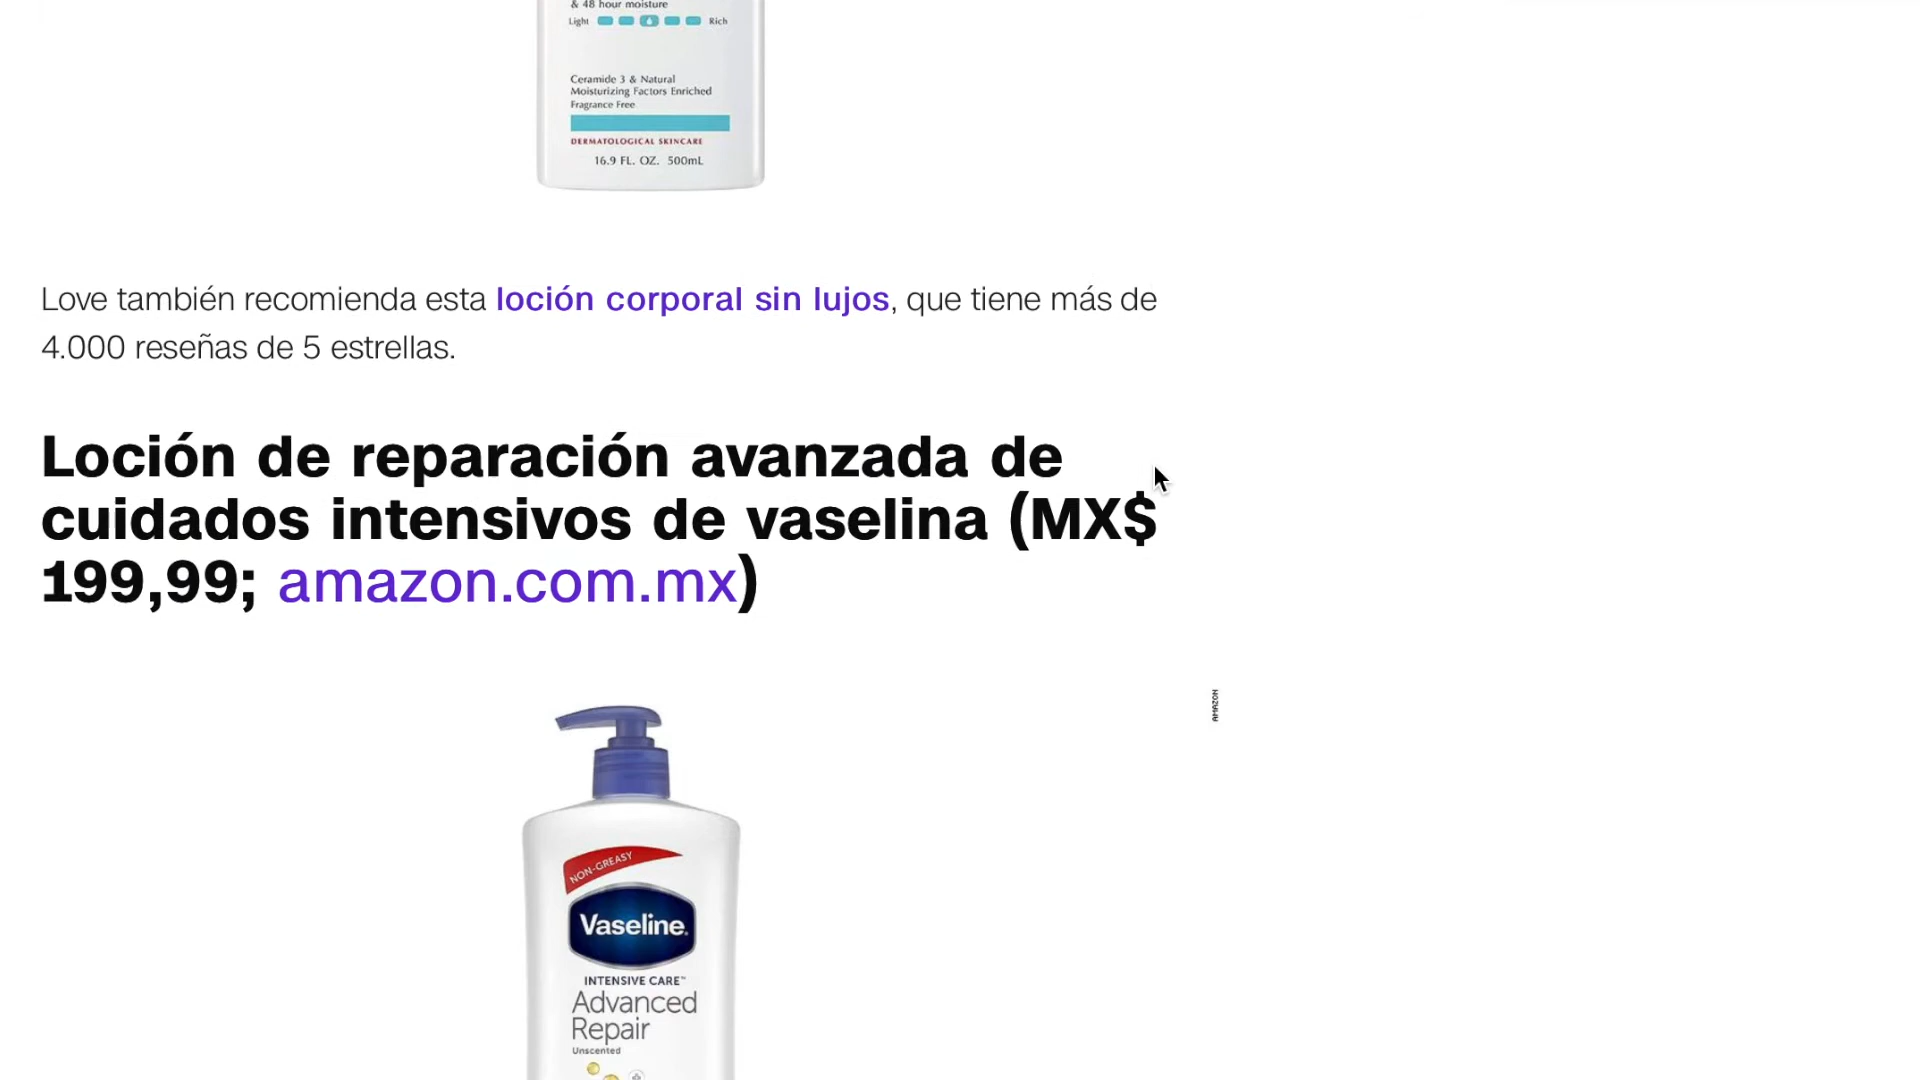 & 48 hour moisture
Light Rich
Ceramide 3 & Natural
Moisturizing Factors Enriched
Fragrance Free
DERMATOLOGICAL SKINCARE
16.9 FL. OZ. 500mL
Love también recomienda esta loción corporal sin lujos, que tiene más de
4.000 reseñas de 5 estrellas.
Loción de reparación avanzada de
cuidados intensivos de vaselina (MX$
199,99; amazon.com.mx)
AMAZON
NON-GREASY
Vaseline.
INTENSIVE CARE™
Advanced
Repair
Unscented